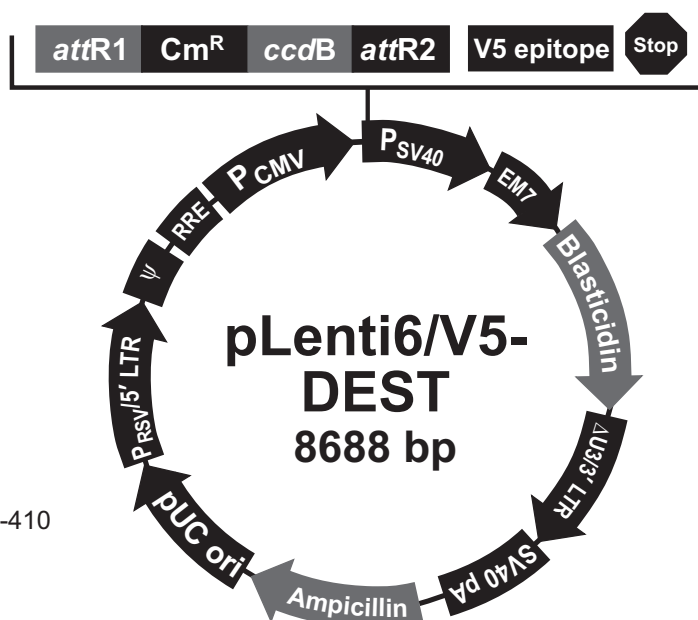 attR1 CmR ccdB attR2 V5 epitope Stop
PCMV
PSV40
EM7
Blasticidin
ΔU3/3′ LTR
SV40 pA
Ampicillin
pUC ori
PRSV/5′ LTR
ψ
RRE
pLenti6/V5-
DEST
8688 bp
-410